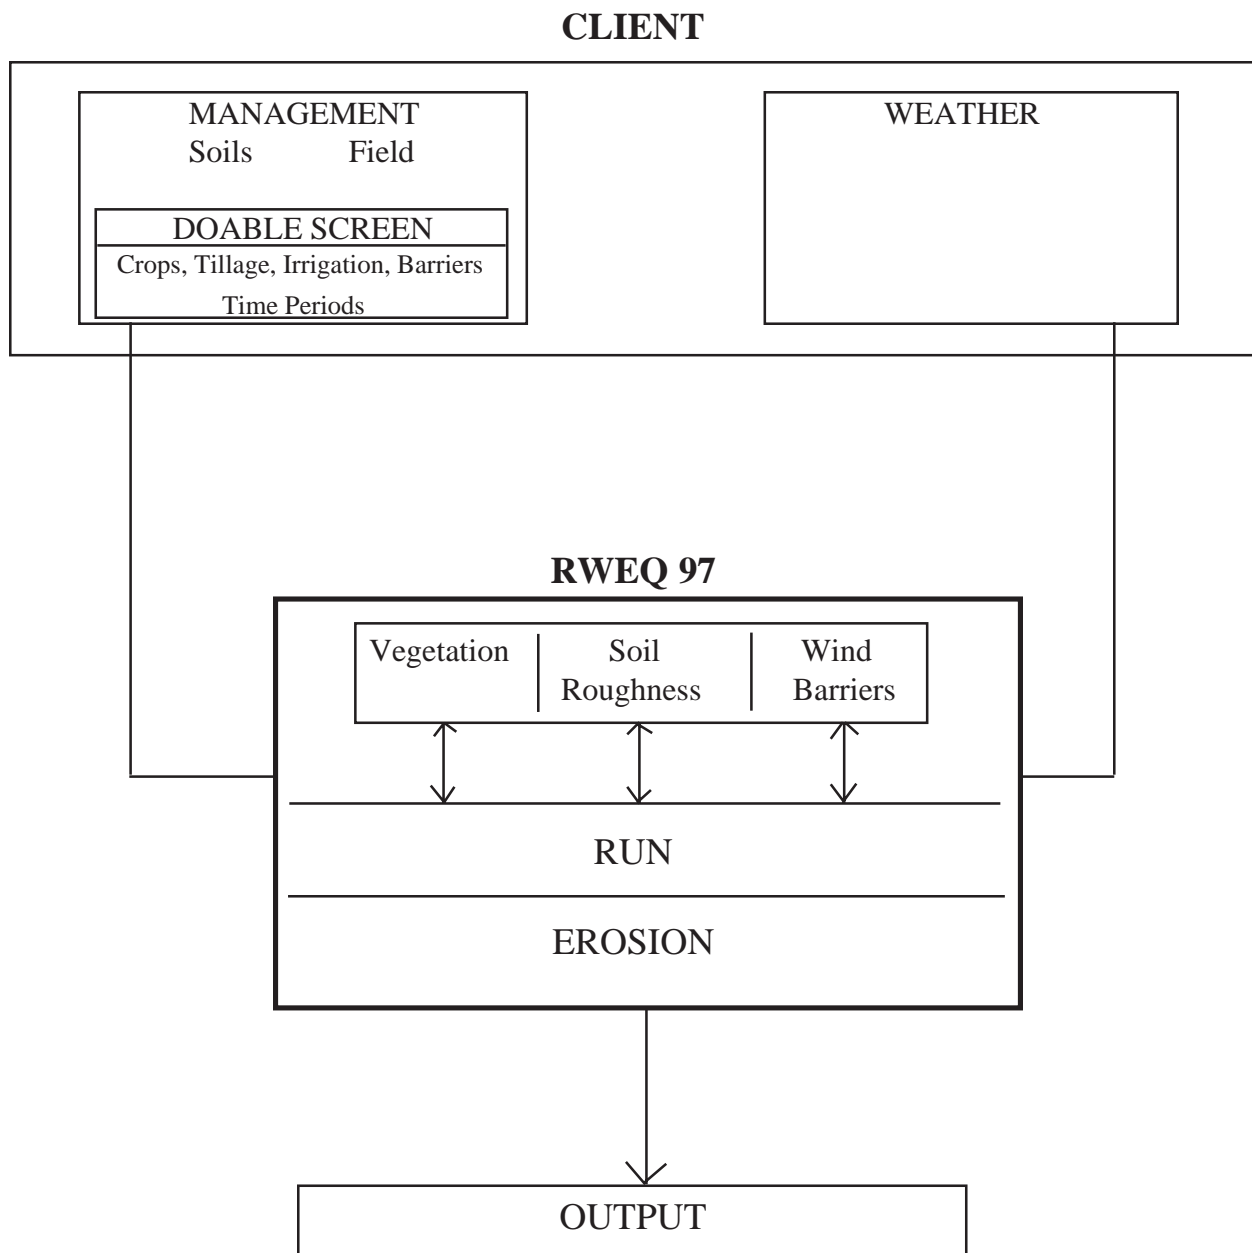 CLIENT
MANAGEMENT
Soils Field
DOABLE SCREEN
Crops, Tillage, Irrigation, Barriers
Time Periods
WEATHER
RWEQ 97
Vegetation
Soil
Roughness
Wind
Barriers
RUN
EROSION
OUTPUT